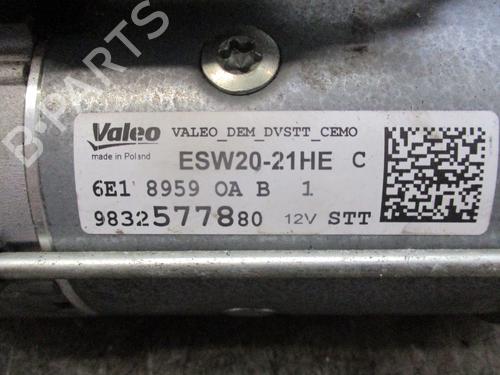 B-PARTS
Valeo VALEO_DEM_DVSTT_CEMO
made in Poland ESW20-21HE C
6E1 8959 0A B 1
9832577880 12V STT